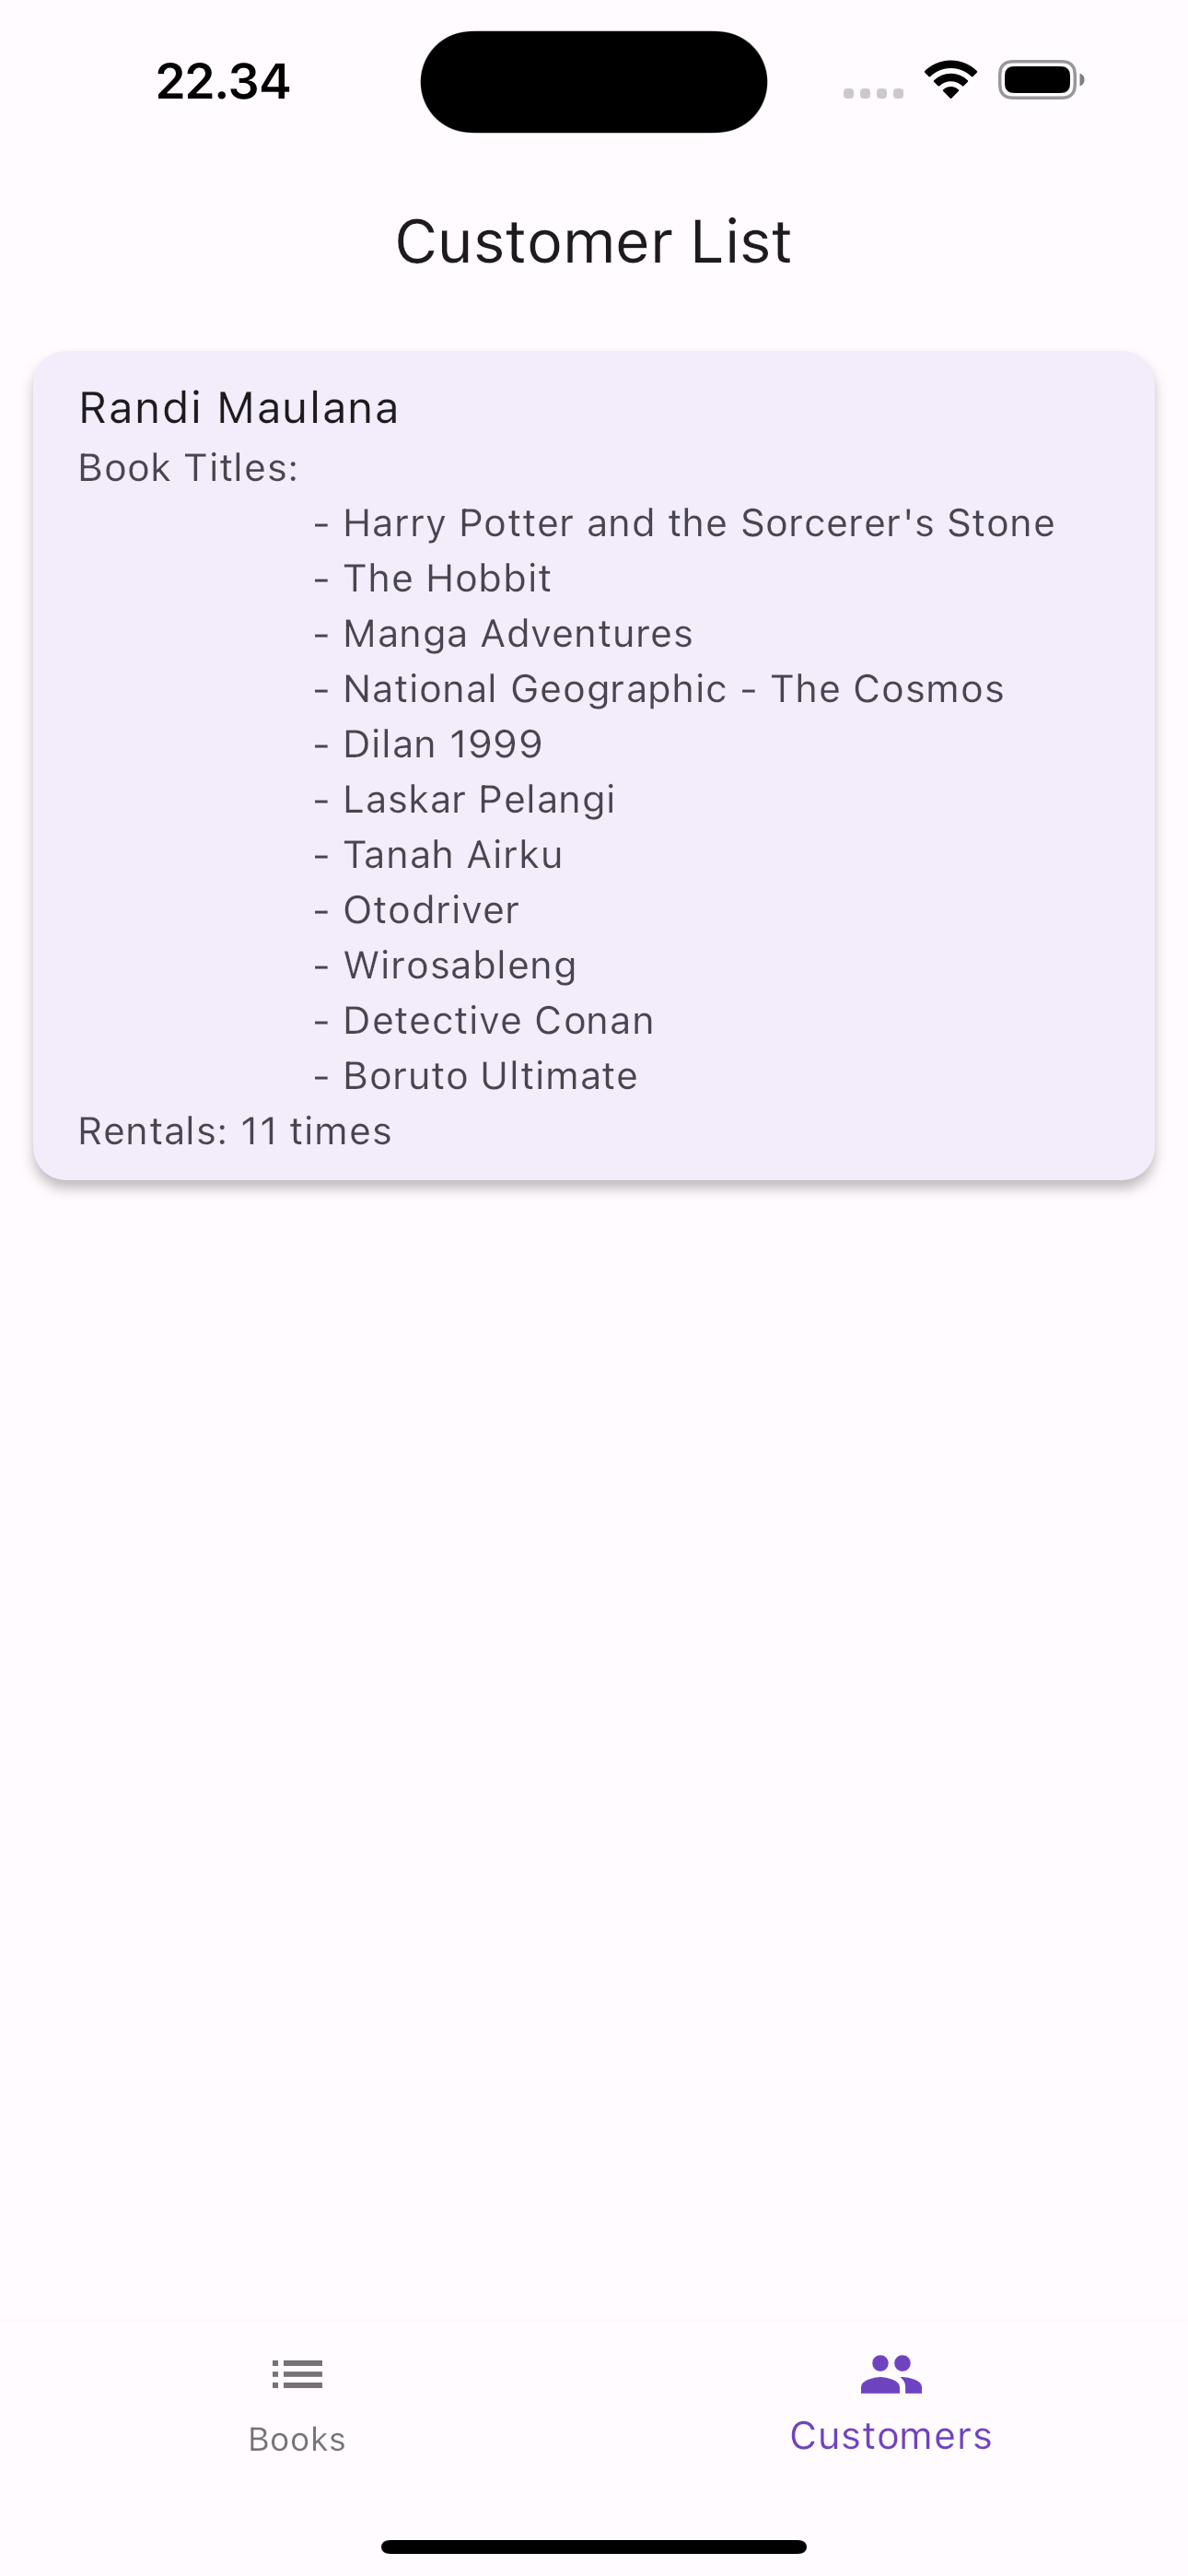 22.34
Customer List
Randi Maulana
Book Titles:
- Harry Potter and the Sorcerer's Stone
- The Hobbit
- Manga Adventures
- National Geographic - The Cosmos
- Dilan 1999
- Laskar Pelangi
- Tanah Airku
- Otodriver
- Wirosableng
- Detective Conan
- Boruto Ultimate
Rentals: 11 times
Books
Customers